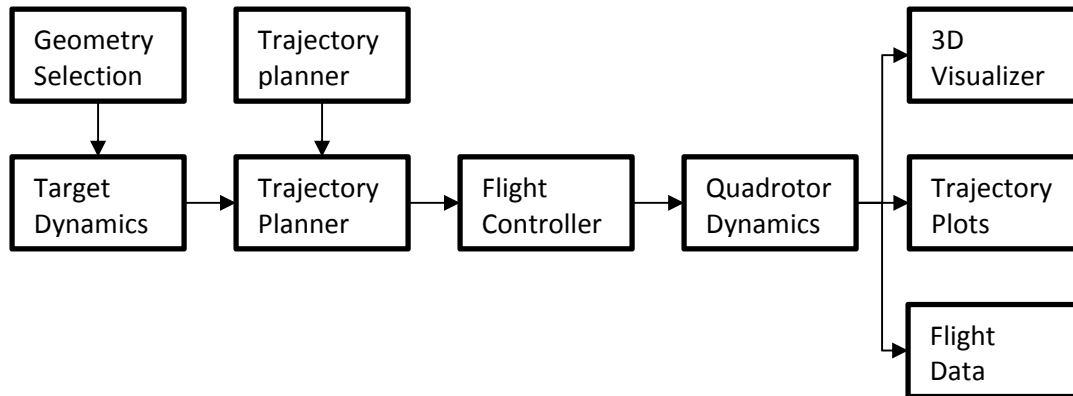 Geometry
Selection
Trajectory
planner
3D
Visualizer
Target
Dynamics
Trajectory
Planner
Flight
Controller
Quadrotor
Dynamics
Trajectory
Plots
Flight
Data